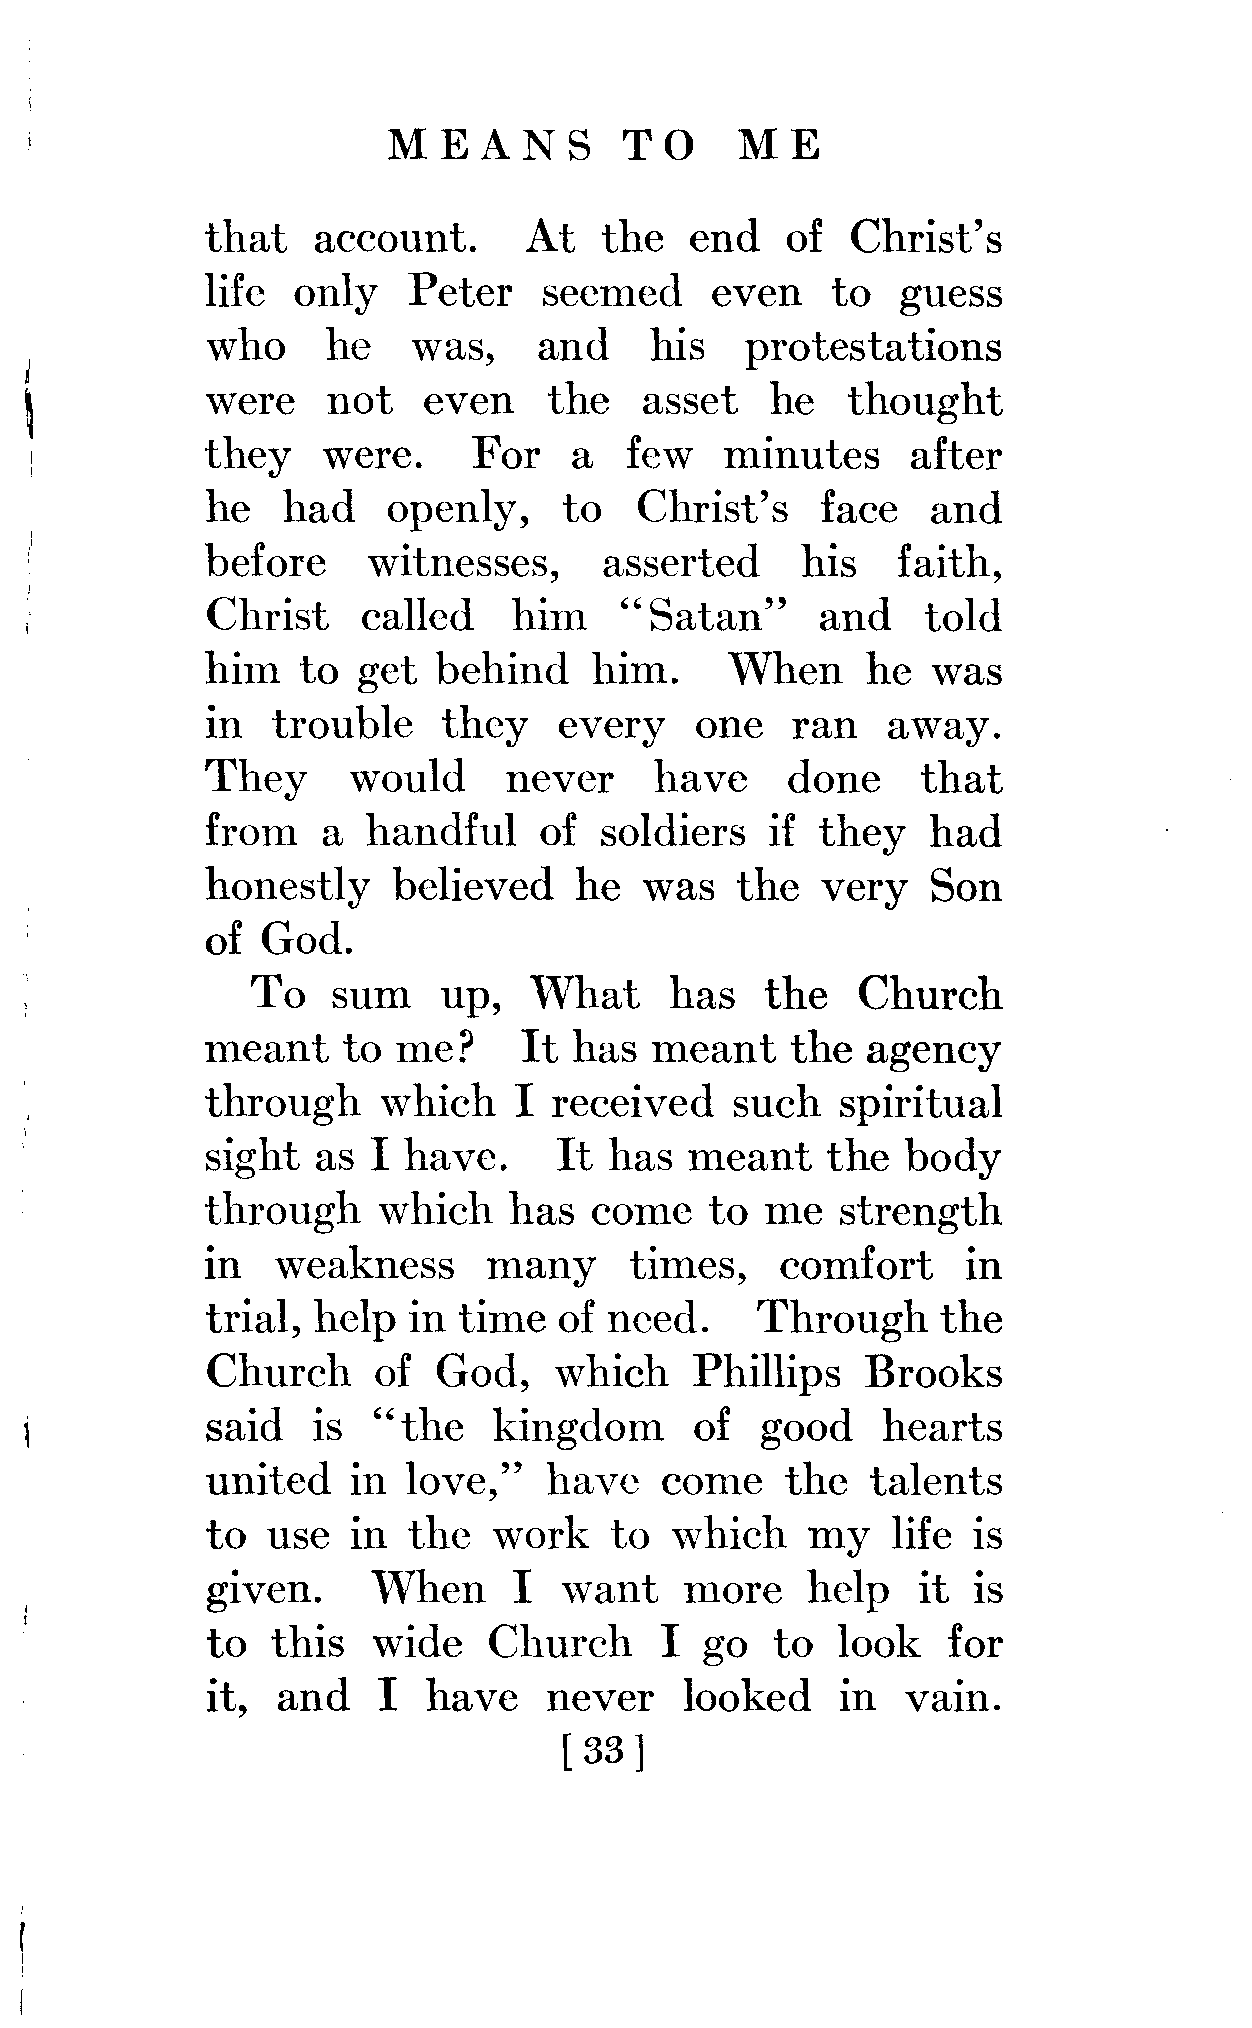 MEANS TO ME
that account. At the end of Christ's
life only Peter seemed even to guess
who he was, and his protestations
were not even the asset he thought
they were. For a few minutes after
he had openly, to Christ's face and
before witnesses, asserted his faith,
Christ called him "Satan" and told
him to get behind him. When he was
in trouble they every one ran away.
They would never have done that
from a handful of soldiers if they had
honestly believed he was the very Son
of God.
To sum up, What has the Church
meant to me? It has meant the agency
through which I received such spiritual
sight as I have. It has meant the body
through which has come to me strength
in weakness many times, comfort in
trial, help in time of need. Through the
Church of God, which Phillips Brooks
said is "the kingdom of good hearts
united in love," have come the talents
to use in the work to which my life is
given. When I want more help it is
to this wide Church I go to look for
it, and I have never looked in vain.
[33]